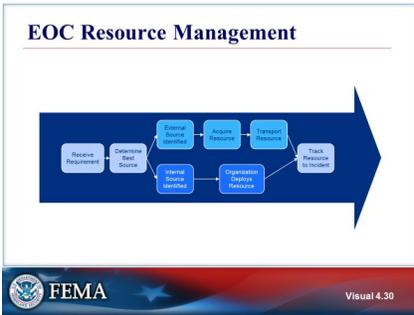 EOC Resource Management
Receive
Requirement
Determine
Best
Source
External
Source
Identified
Acquire
Resource
Transport
Resource
Internal
Source
Identified
Organization
Deploys
Resource
Track
Resource
to Incident
FEMA
Visual 4.30